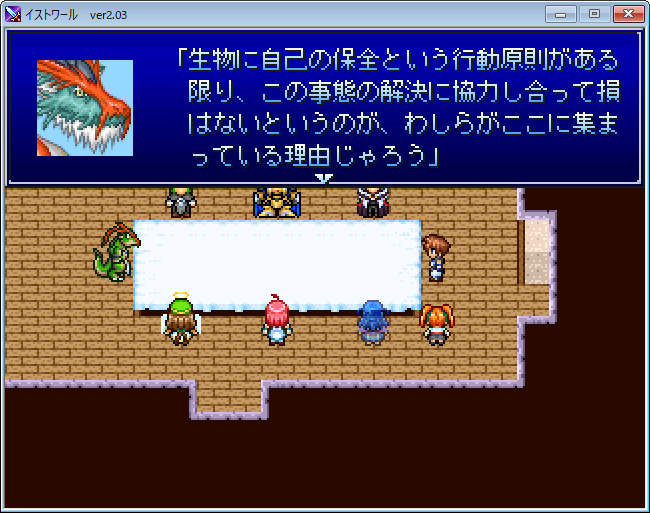 イストワール ver2.03
「生物に自己の保全という行動原則がある
限り、この事態の解決に協力し合って損
はないというのが、わしらがここに集ま
っている理由じゃろう」